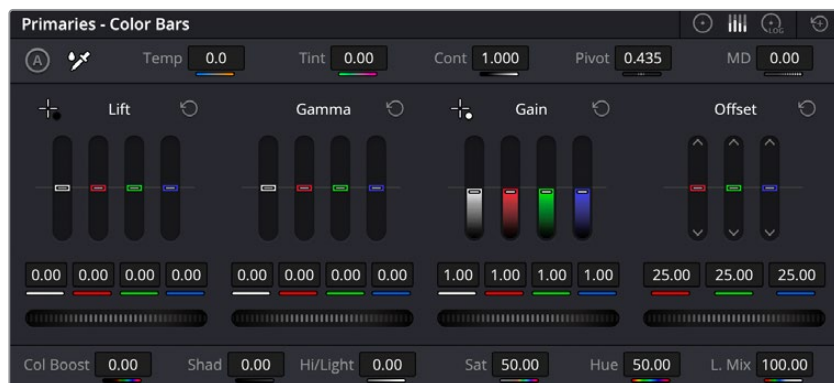 Primaries - Color Bars
LOG
A Temp 0.0 Tint 0.00 Cont 1.000 Pivot 0.435 MD 0.00
Lift Gamma Gain Offset
0.00 0.00 0.00 0.00 0.00 0.00 0.00 0.00 1.00 1.00 1.00 1.00 25.00 25.00 25.00
Col Boost 0.00 Shad 0.00 Hi/Light 0.00 Sat 50.00 Hue 50.00 L. Mix 100.00